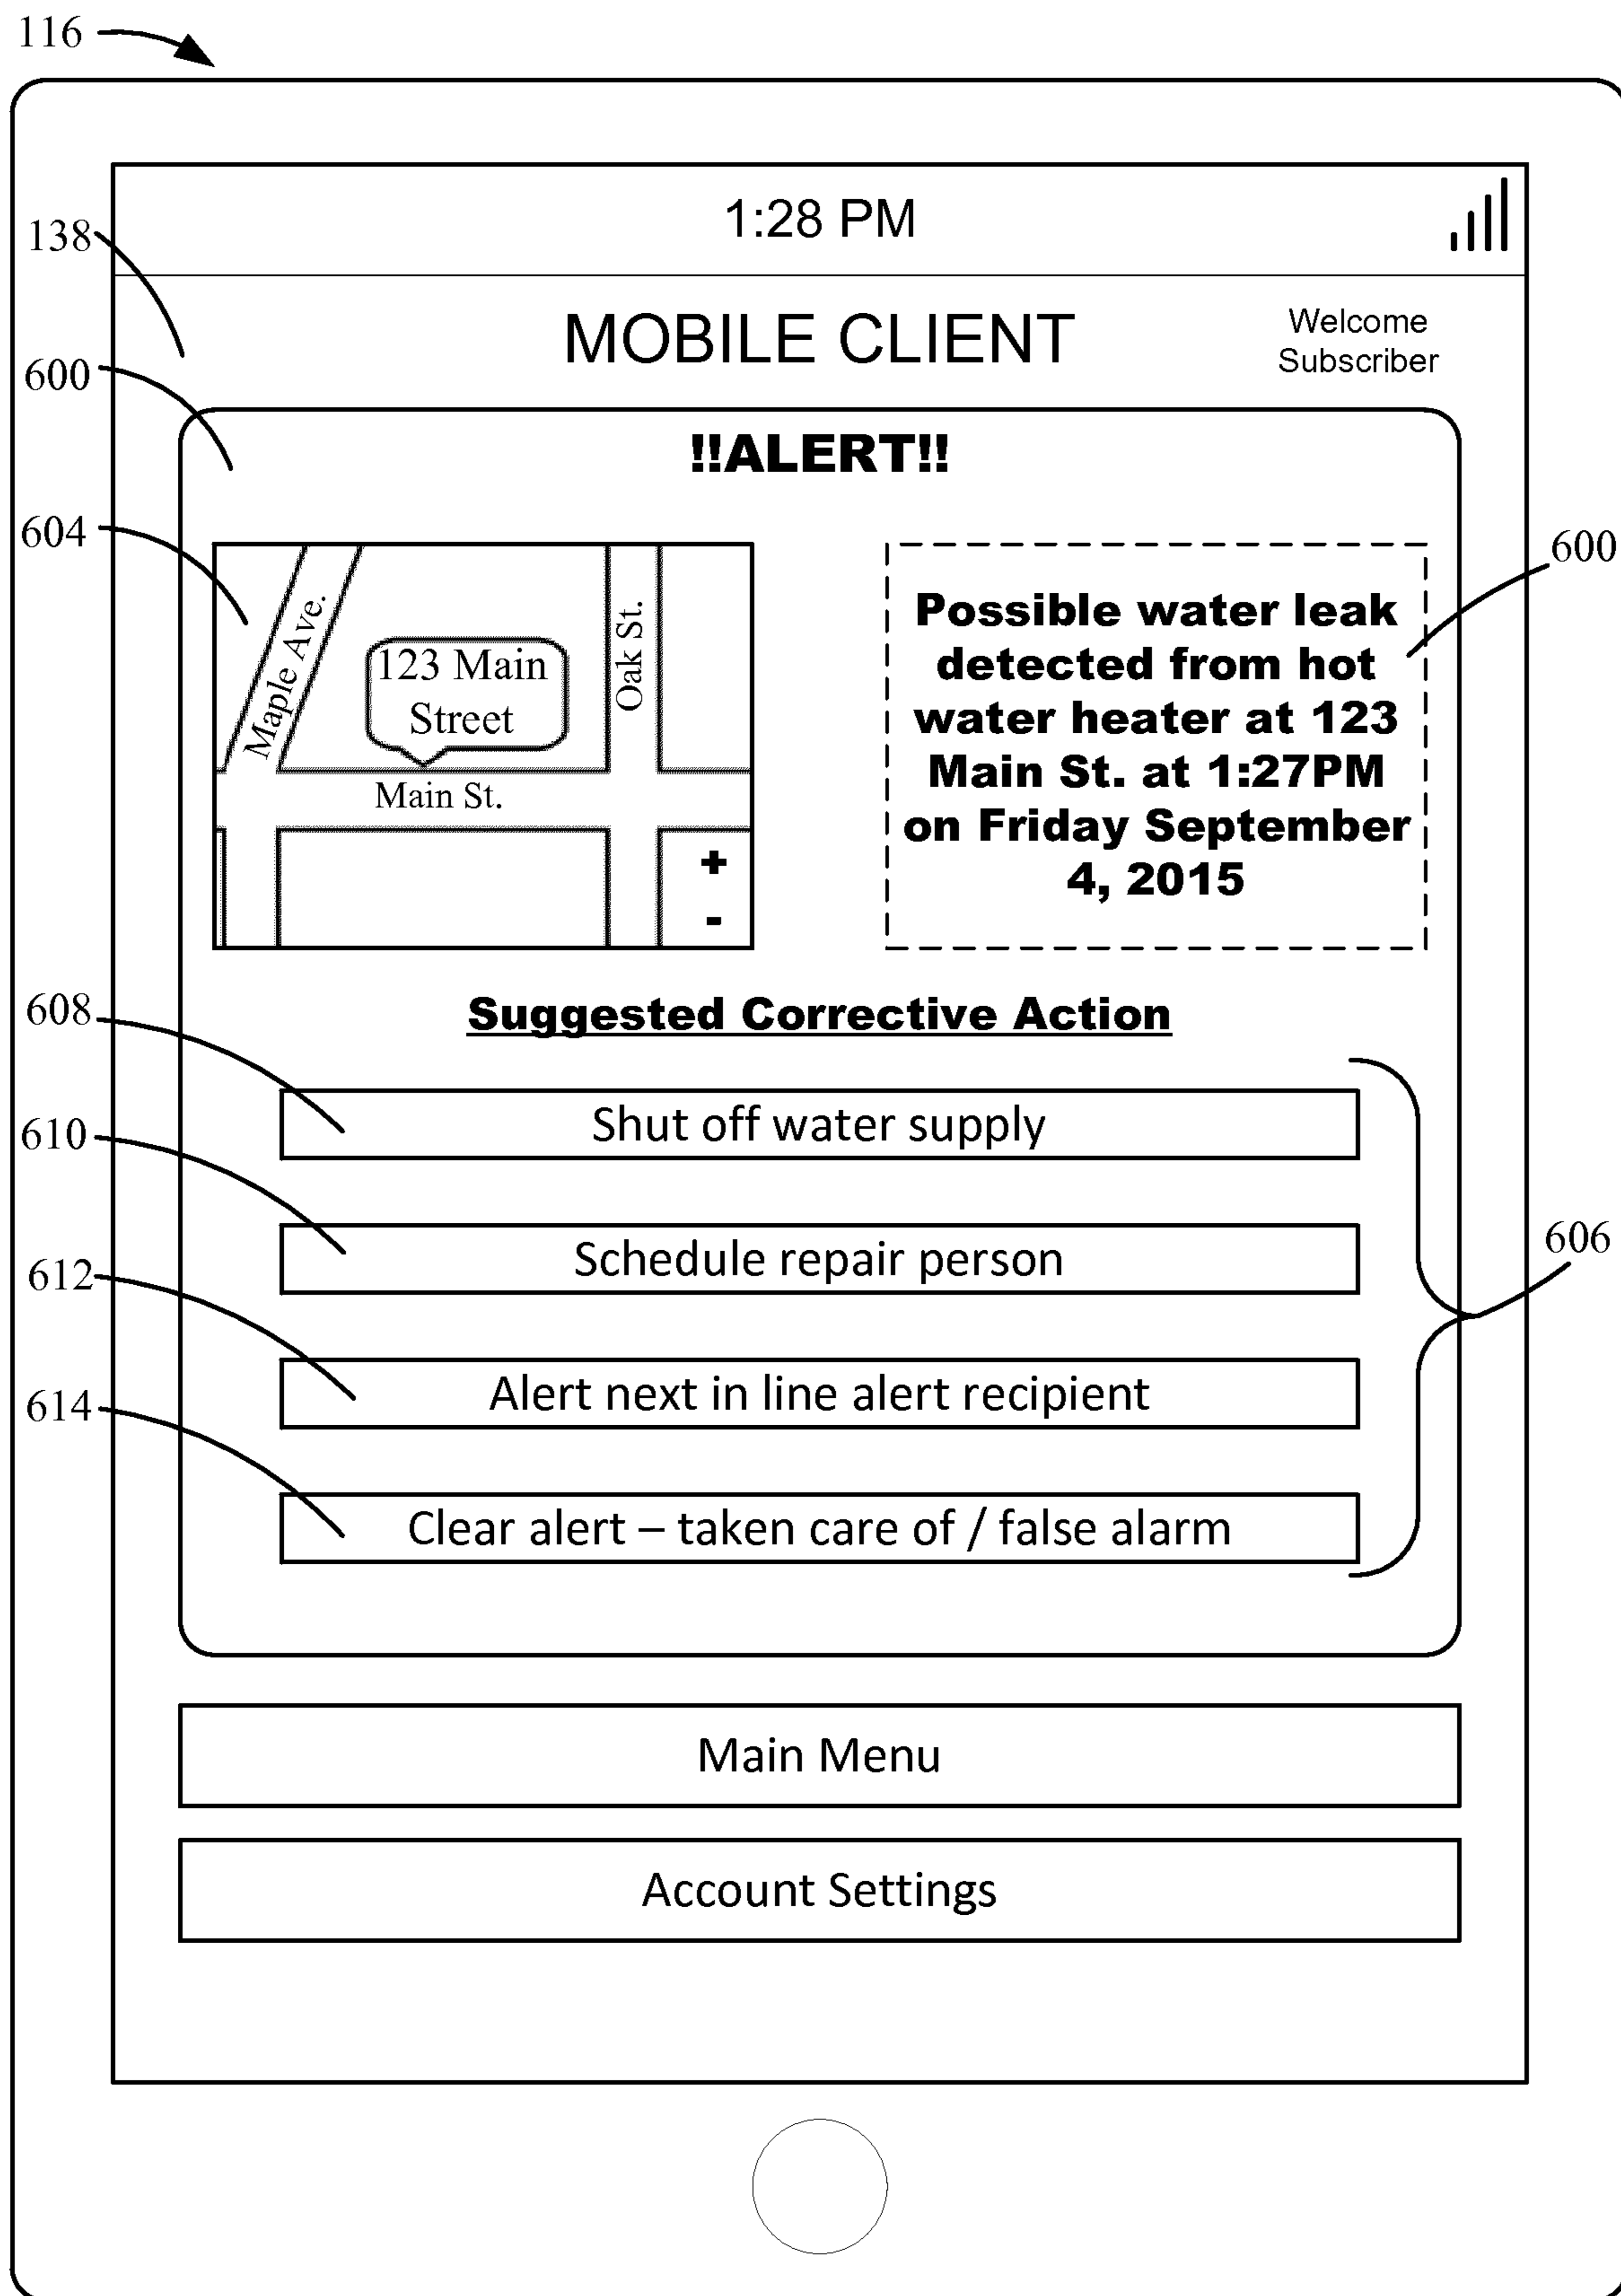 116
1:28 PM
138
MOBILE CLIENT
Welcome
Subscriber
600
!!ALERT!!
604
600
Maple Ave.
123 Main
Street
Oak St.
Main St.
+
-
Possible water leak
detected from hot
water heater at 123
Main St. at 1:27PM
on Friday September
4, 2015
608
Suggested Corrective Action
Shut off water supply
610
Schedule repair person
606
612
Alert next in line alert recipient
614
Clear alert – taken care of / false alarm
Main Menu
Account Settings